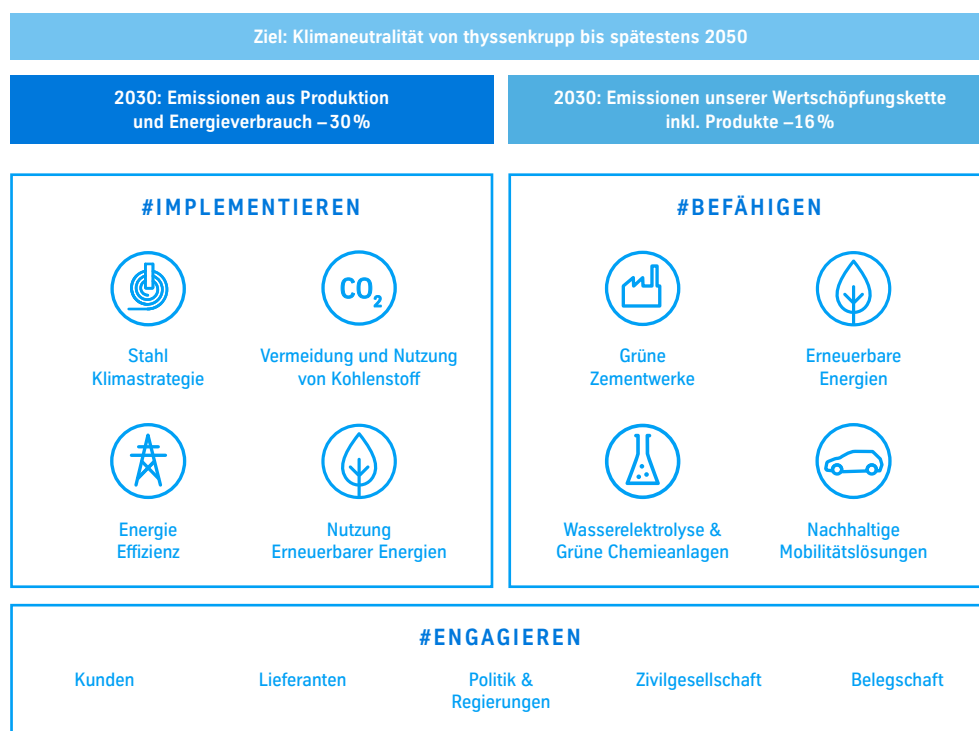 Ziel: Klimaneutralität von thyssenkrupp bis spätestens 2050
2030: Emissionen aus Produktion
und Energieverbrauch –30 %
2030: Emissionen unserer Wertschöpfungskette
inkl. Produkte –16 %
#IMPLEMENTIEREN
CO₂
Stahl
Klimastrategie
Vermeidung und Nutzung
von Kohlenstoff
Energie
Effizienz
Nutzung
Erneuerbarer Energien
#BEFÄHIGEN
Grüne
Zementwerke
Erneuerbare
Energien
Wasserelektrolyse &
Grüne Chemieanlagen
Nachhaltige
Mobilitätslösungen
#ENGAGIEREN
Kunden
Lieferanten
Politik &
Regierungen
Zivilgesellschaft
Belegschaft